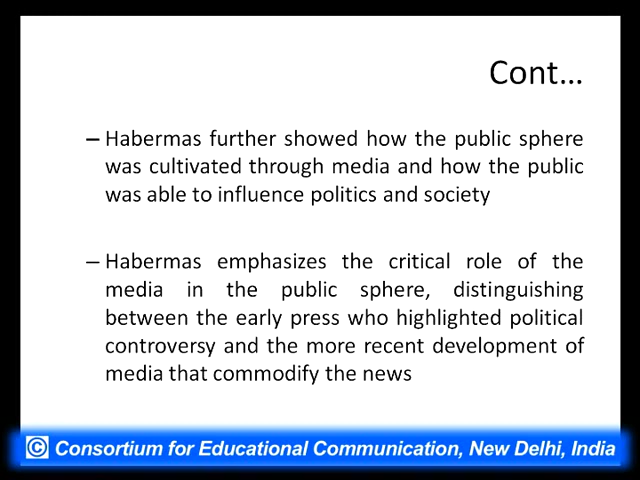 Cont…
– Habermas further showed how the public sphere
was cultivated through media and how the public
was able to influence politics and society
– Habermas emphasizes the critical role of the
media in the public sphere, distinguishing
between the early press who highlighted political
controversy and the more recent development of
media that commodify the news
© Consortium for Educational Communication, New Delhi, India